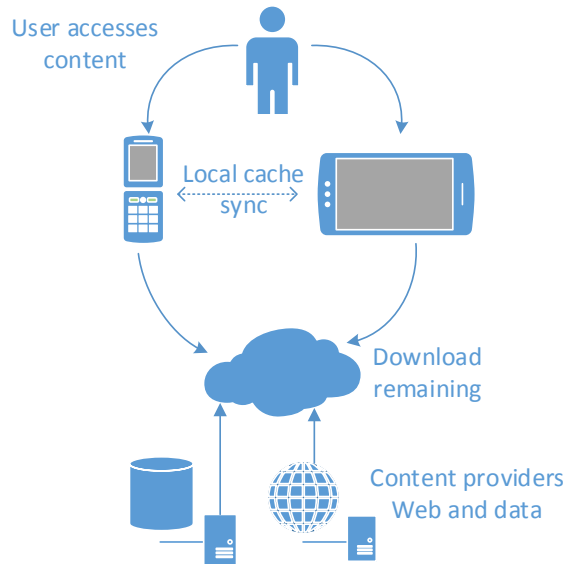 User accesses
content
Local cache
sync
Download
remaining
Content providers
Web and data